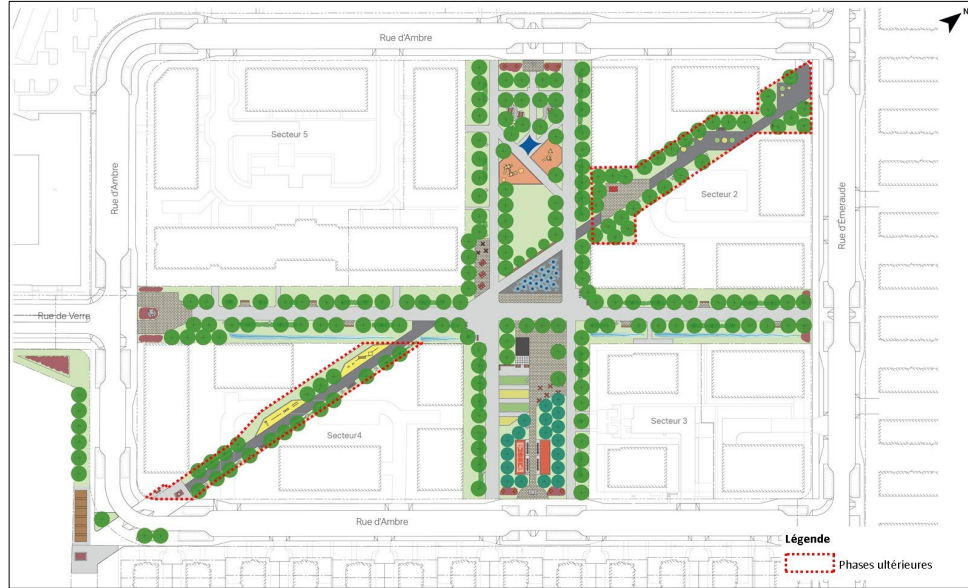 N
Rue d'Ambre
Secteur 5
Rue d'Ambre
Secteur 2
Rue d'Émeraude
Rue de Verre
Secteur4
Secteur 3
Rue d'Ambre
Légende
Phases ultérieures